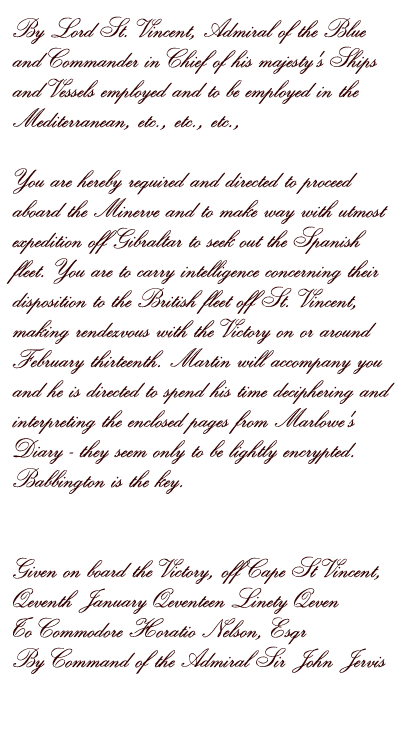 By Lord St. Vincent, Admiral of the Blue
and Commander in Chief of his majesty's Ships
and Vessels employed and to be employed in the
Mediterranean, etc., etc., etc.,
You are hereby required and directed to proceed
aboard the Minerve and to make way with utmost
expedition off Gibraltar to seek out the Spanish
fleet. You are to carry intelligence concerning their
disposition to the British fleet off St. Vincent,
making rendezvous with the Victory on or around
February thirteenth. Martin will accompany you
and he is directed to spend his time deciphering and
interpreting the enclosed pages from Marlowe's
Diary - they seem only to be lightly encrypted.
Babbington is the key.
Given on board the Victory, off Cape St Vincent,
Qeventh January Qeventeen Linety Qeven
To Commodore Horatio Nelson, Esqr
By Command of the Admiral Sir John Jervis